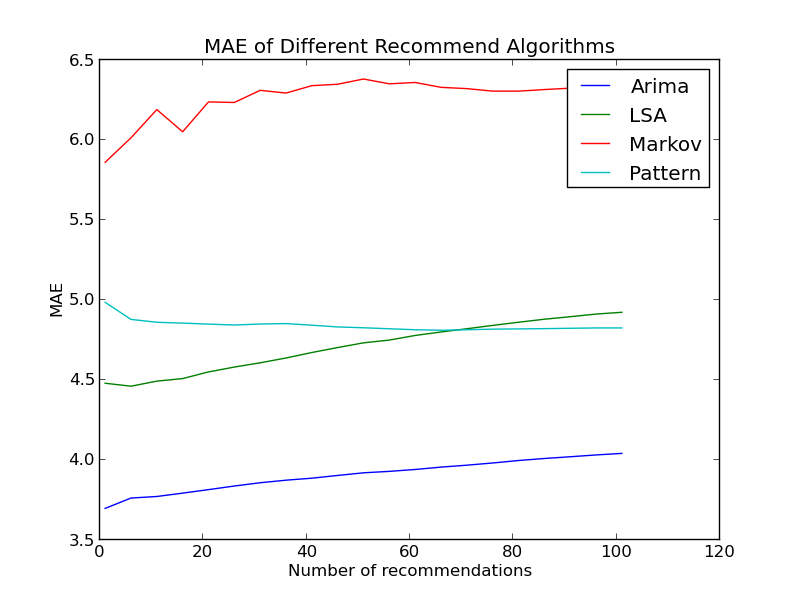 MAE of Different Recommend Algorithms
6.5
6.0
5.5
5.0
4.5
4.0
3.5
MAE
Arima
LSA
Markov
Pattern
0 20 40 60 80 100 120
Number of recommendations